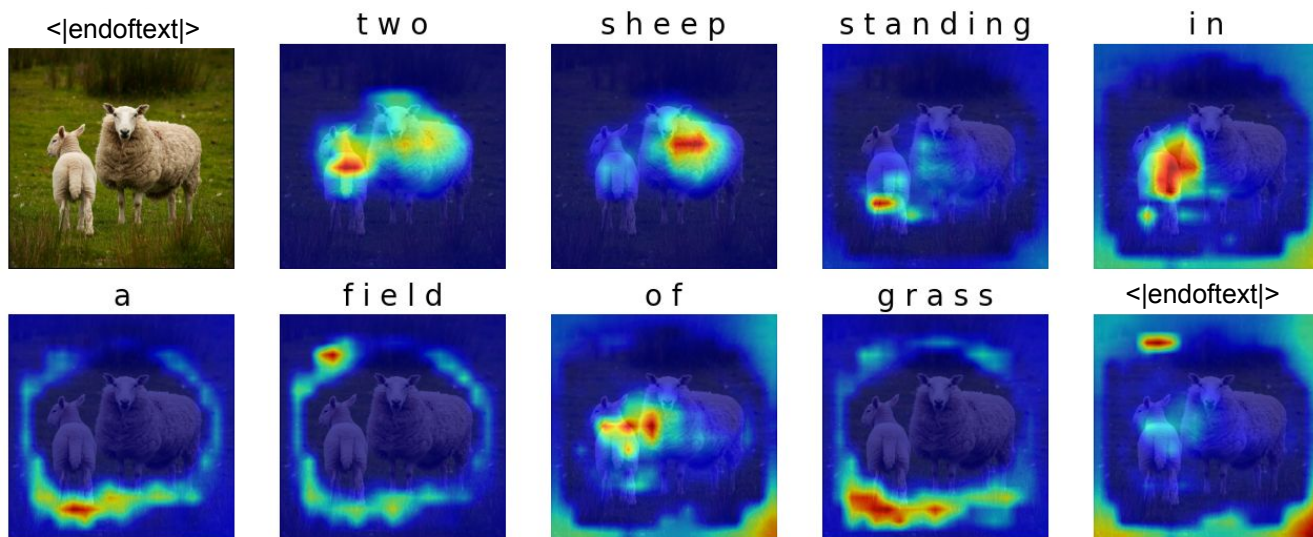 <|endoftext|> two sheep standing in
a field of grass <|endoftext|>